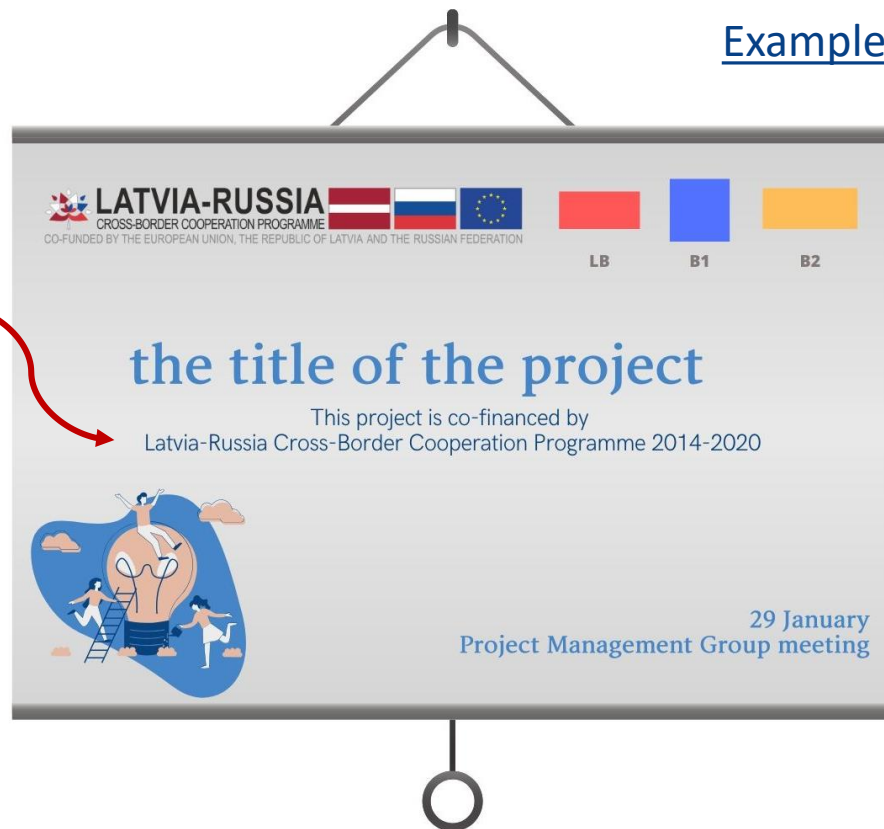 Example
LATVIA-RUSSIA
CROSS-BORDER COOPERATION PROGRAMME
CO-FUNDED BY THE EUROPEAN UNION, THE REPUBLIC OF LATVIA AND THE RUSSIAN FEDERATION
LB B1 B2
the title of the project
This project is co-financed by
Latvia-Russia Cross-Border Cooperation Programme 2014-2020
29 January
Project Management Group meeting